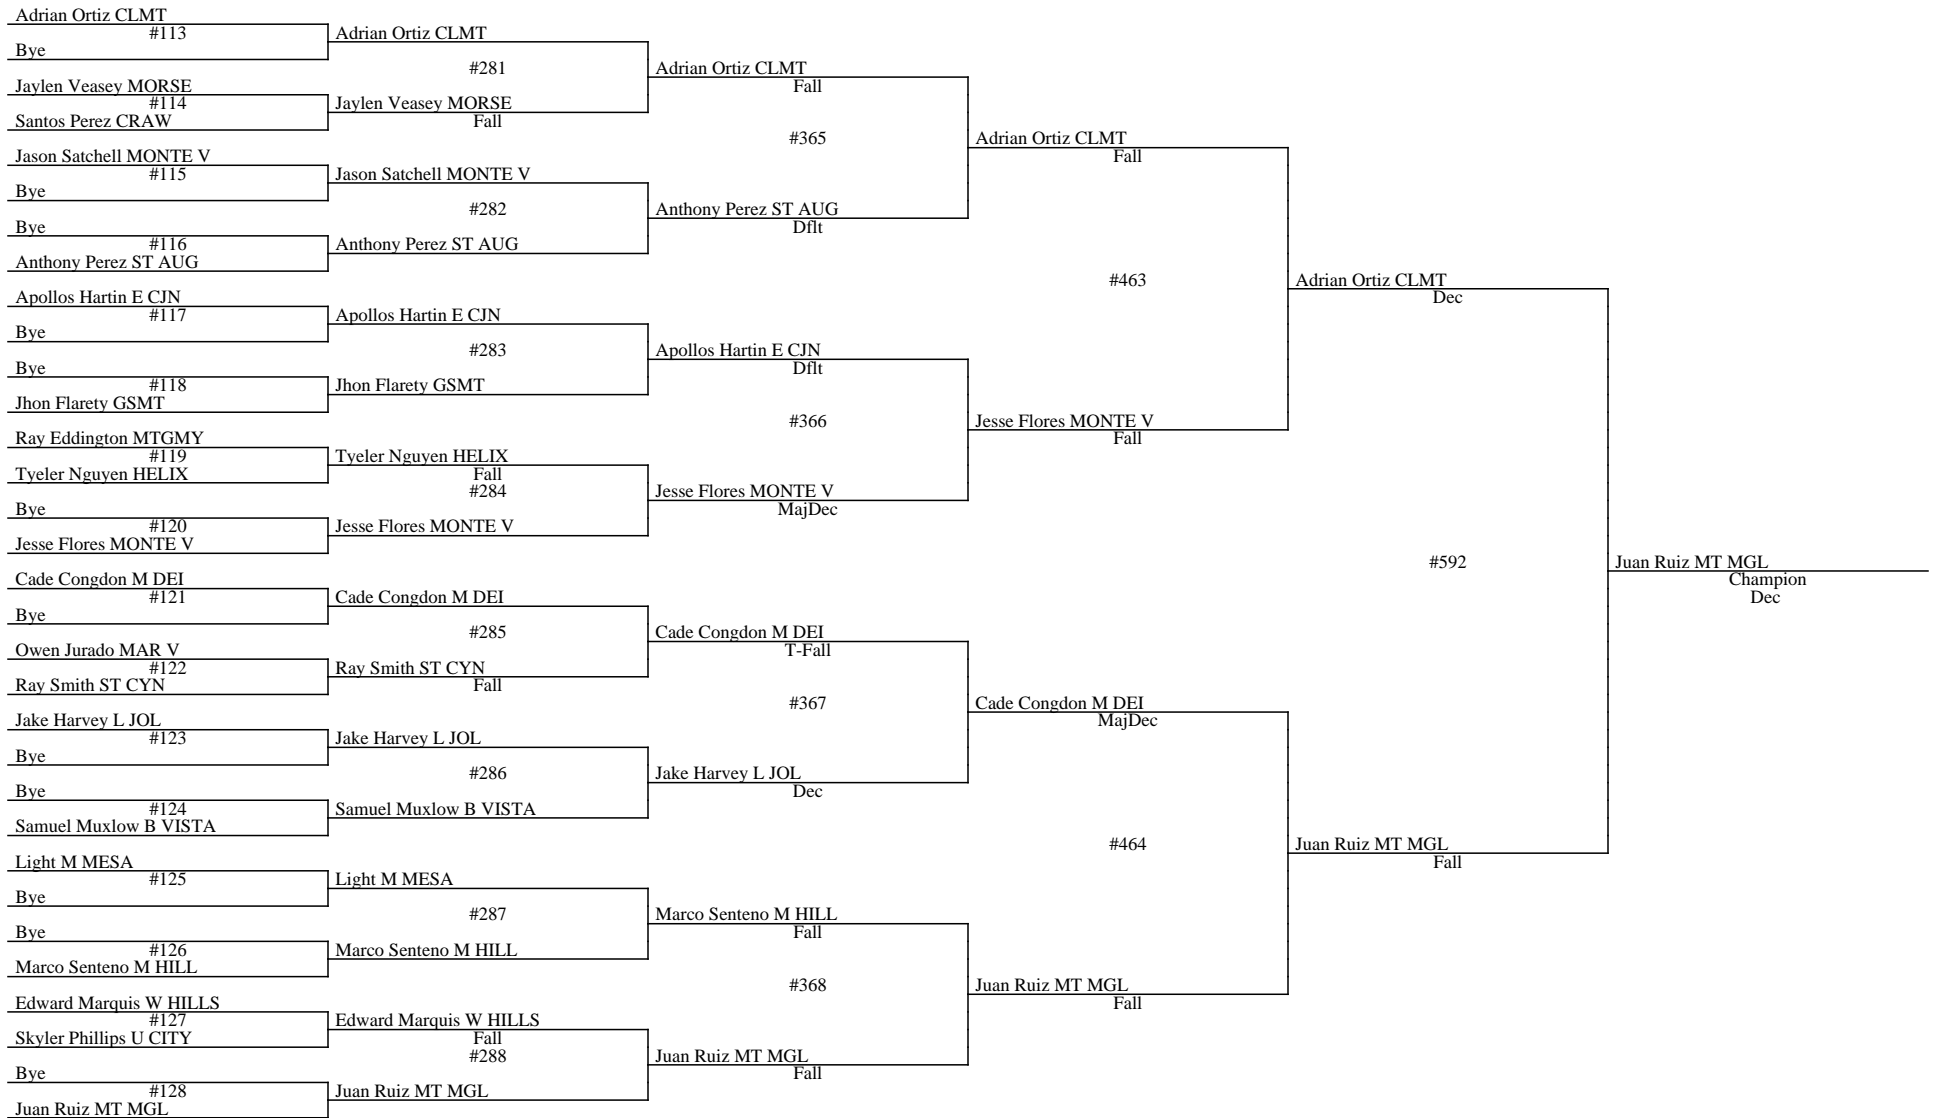 Adrian Ortiz CLMT
#113
Bye
Jaylen Veasey MORSE
#114
Santos Perez CRAW
Jason Satchell MONTE V
#115
Bye
Bye
#116
Anthony Perez ST AUG
Apollos Hartin E CJN
#117
Bye
Bye
#118
Jhon Flarety GSMT
Ray Eddington MTGMY
#119
Tyeler Nguyen HELIX
Bye
#120
Jesse Flores MONTE V
Cade Congdon M DEI
#121
Bye
Owen Jurado MAR V
#122
Ray Smith ST CYN
Jake Harvey L JOL
#123
Bye
Bye
#124
Samuel Muxlow B VISTA
Light M MESA
#125
Bye
Bye
#126
Marco Senteno M HILL
Edward Marquis W HILLS
#127
Skyler Phillips U CITY
Bye
#128
Juan Ruiz MT MGL
Adrian Ortiz CLMT
#281
Jaylen Veasey MORSE
Fall
Jason Satchell MONTE V
#282
Anthony Perez ST AUG
Apollos Hartin E CJN
#283
Jhon Flarety GSMT
Tyeler Nguyen HELIX
Fall
#284
Jesse Flores MONTE V
Cade Congdon M DEI
#285
Ray Smith ST CYN
Fall
Jake Harvey L JOL
#286
Samuel Muxlow B VISTA
Light M MESA
#287
Marco Senteno M HILL
Edward Marquis W HILLS
Fall
#288
Juan Ruiz MT MGL
Adrian Ortiz CLMT
Fall
#365
Anthony Perez ST AUG
Dflt
Apollos Hartin E CJN
Dflt
#366
Jesse Flores MONTE V
MajDec
Cade Congdon M DEI
T-Fall
#367
Jake Harvey L JOL
Dec
Marco Senteno M HILL
Fall
#368
Juan Ruiz MT MGL
Fall
Adrian Ortiz CLMT
Fall
#463
Jesse Flores MONTE V
Fall
Cade Congdon M DEI
MajDec
#464
Juan Ruiz MT MGL
Fall
Adrian Ortiz CLMT
Dec
#592
Juan Ruiz MT MGL
Fall
Juan Ruiz MT MGL
Champion
Dec